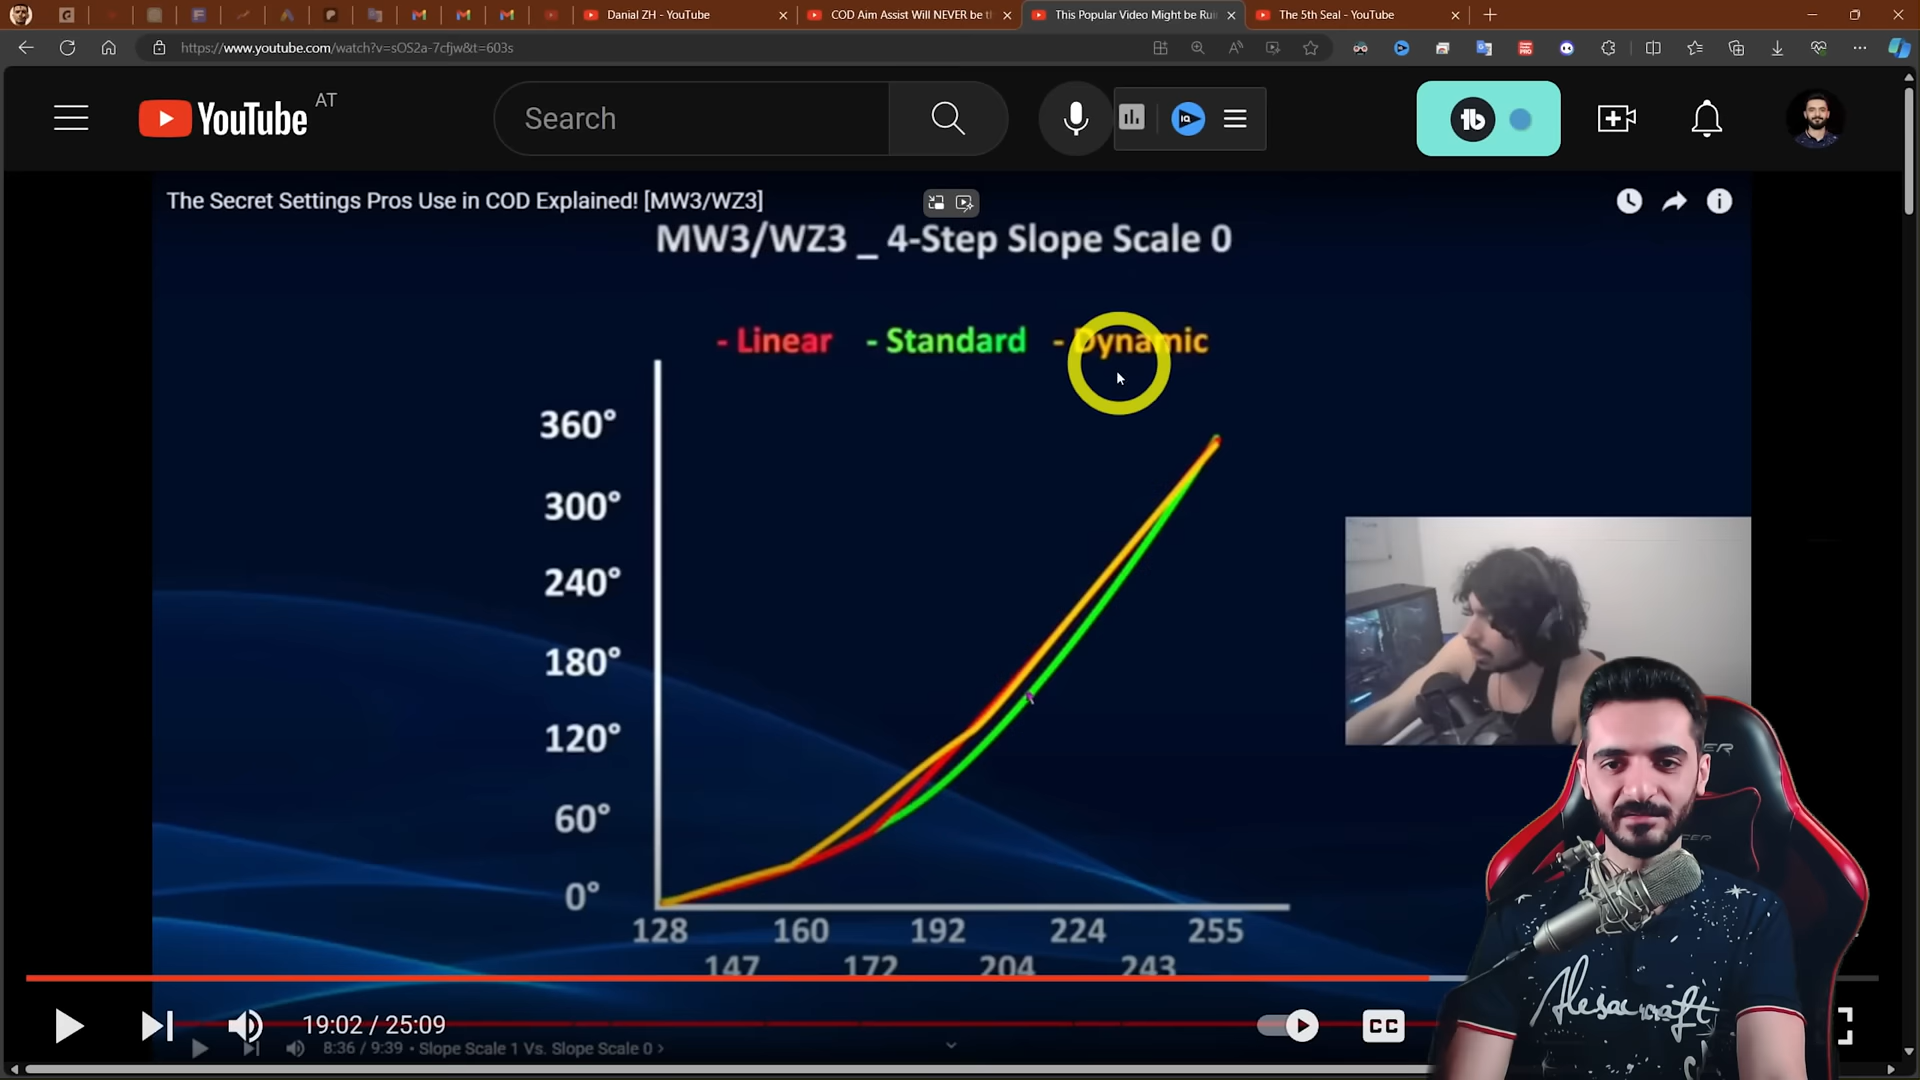 Danial ZH - YouTube
COD Aim Assist Will NEVER be t
This Popular Video Might be Rui
The 5th Seal - YouTube
https://www.youtube.com/watch?v=sOS2a-7cfjw&t=603s
YouTube AT
Search
IQ
tb
The Secret Settings Pros Use in COD Explained! [MW3/WZ3]
MW3/WZ3 _ 4-Step Slope Scale 0
- Linear - Standard - Dynamic
360°
300°
240°
180°
120°
60°
0°
128 160 192 224 255
147 172 204 243
19:02 / 25:09
CC
8:36 / 9:39 • Slope Scale 1 Vs. Slope Scale 0 >